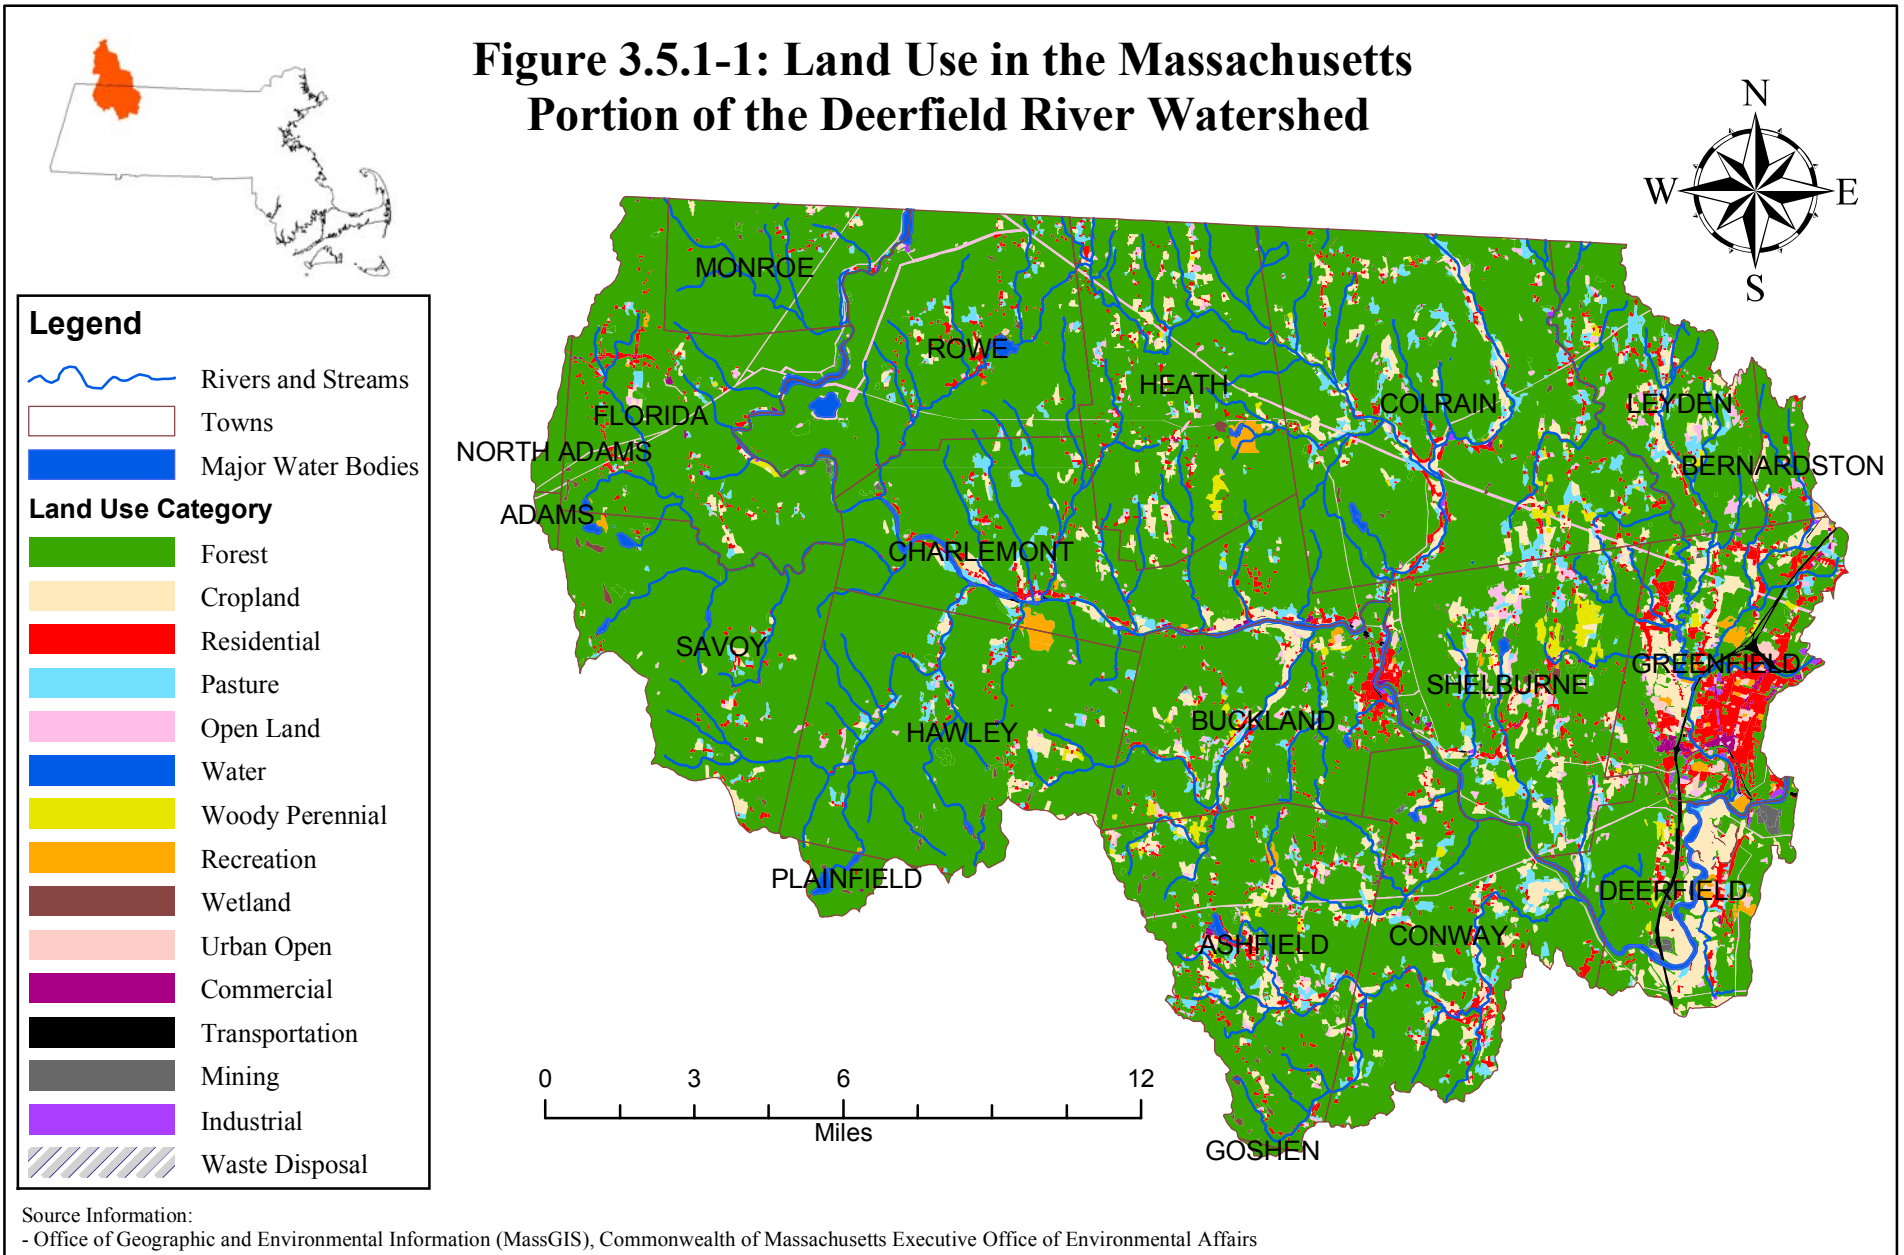 Figure 3.5.1-1: Land Use in the Massachusetts
Portion of the Deerfield River Watershed
N
W
E
S
Legend
Rivers and Streams
Towns
Major Water Bodies
Land Use Category
Forest
Cropland
Residential
Pasture
Open Land
Water
Woody Perennial
Recreation
Wetland
Urban Open
Commercial
Transportation
Mining
Industrial
Waste Disposal
MONROE
ROWE
HEATH
COLRAIN
LEYDEN
FLORIDA
NORTH ADAMS
BERNARDSTON
ADAMS
CHARLEMONT
SAVOY
GREENFIELD
SHELBURNE
BUCKLAND
HAWLEY
PLAINFIELD
DEERFIELD
ASHFIELD
CONWAY
GOSHEN
0 3 6 12
Miles
Source Information:
- Office of Geographic and Environmental Information (MassGIS), Commonwealth of Massachusetts Executive Office of Environmental Affairs